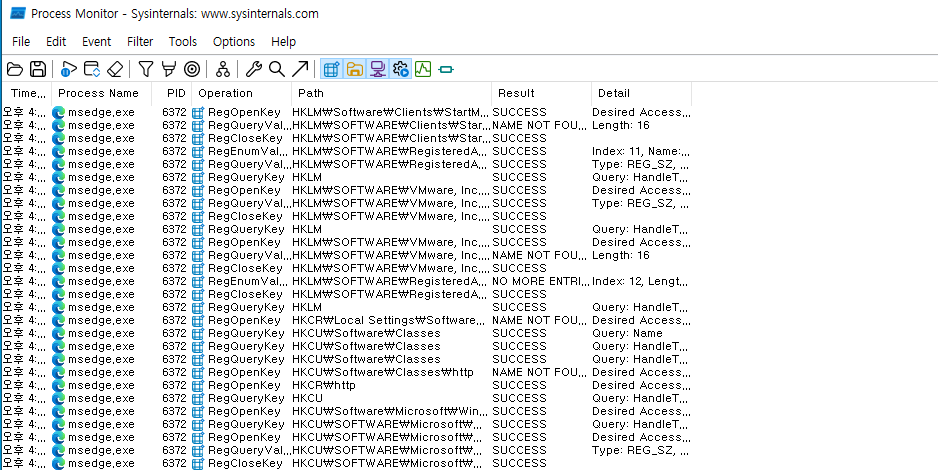 Process Monitor - Sysinternals: www.sysinternals.com
File Edit Event Filter Tools Options Help
Time... Process Name PID Operation Path Result Detail
오후 4:... msedge.exe 6372 RegOpenKey HKLM₩Software₩Clients₩StartM... SUCCESS Desired Access...
오후 4:... msedge.exe 6372 RegQueryVal... HKLM₩SOFTWARE₩Clients₩Star... NAME NOT FOU... Length: 16
오후 4:... msedge.exe 6372 RegCloseKey HKLM₩SOFTWARE₩Clients₩Star... SUCCESS
오후 4:... msedge.exe 6372 RegEnumVal... HKLM₩SOFTWARE₩RegisteredA... SUCCESS Index: 11, Name:...
오후 4:... msedge.exe 6372 RegQueryVal... HKLM₩SOFTWARE₩RegisteredA... SUCCESS Type: REG_SZ, ...
오후 4:... msedge.exe 6372 RegQueryKey HKLM SUCCESS Query: HandleT...
오후 4:... msedge.exe 6372 RegOpenKey HKLM₩SOFTWARE₩VMware, Inc... SUCCESS Desired Access...
오후 4:... msedge.exe 6372 RegQueryVal... HKLM₩SOFTWARE₩VMware, Inc... SUCCESS Type: REG_SZ, ...
오후 4:... msedge.exe 6372 RegCloseKey HKLM₩SOFTWARE₩VMware, Inc... SUCCESS
오후 4:... msedge.exe 6372 RegQueryKey HKLM SUCCESS Query: HandleT...
오후 4:... msedge.exe 6372 RegOpenKey HKLM₩SOFTWARE₩VMware, Inc... SUCCESS Desired Access...
오후 4:... msedge.exe 6372 RegQueryVal... HKLM₩SOFTWARE₩VMware, Inc... NAME NOT FOU... Length: 16
오후 4:... msedge.exe 6372 RegCloseKey HKLM₩SOFTWARE₩VMware, Inc... SUCCESS
오후 4:... msedge.exe 6372 RegEnumVal... HKLM₩SOFTWARE₩RegisteredA... NO MORE ENTRI... Index: 12, Lengt...
오후 4:... msedge.exe 6372 RegCloseKey HKLM₩SOFTWARE₩RegisteredA... SUCCESS
오후 4:... msedge.exe 6372 RegQueryKey HKLM SUCCESS Query: HandleT...
오후 4:... msedge.exe 6372 RegOpenKey HKCR₩Local Settings₩Software... NAME NOT FOU... Desired Access...
오후 4:... msedge.exe 6372 RegQueryKey HKCU₩Software₩Classes SUCCESS Query: Name
오후 4:... msedge.exe 6372 RegQueryKey HKCU₩Software₩Classes SUCCESS Query: HandleT...
오후 4:... msedge.exe 6372 RegQueryKey HKCU₩Software₩Classes SUCCESS Query: HandleT...
오후 4:... msedge.exe 6372 RegOpenKey HKCU₩Software₩Classes₩http NAME NOT FOU... Desired Access...
오후 4:... msedge.exe 6372 RegOpenKey HKCR₩http SUCCESS Desired Access...
오후 4:... msedge.exe 6372 RegQueryKey HKCU SUCCESS Query: HandleT...
오후 4:... msedge.exe 6372 RegOpenKey HKCU₩Software₩Microsoft₩Win... SUCCESS Desired Access...
오후 4:... msedge.exe 6372 RegQueryKey HKCU₩SOFTWARE₩Microsoft₩... SUCCESS Query: HandleT...
오후 4:... msedge.exe 6372 RegOpenKey HKCU₩SOFTWARE₩Microsoft₩... SUCCESS Desired Access...
오후 4:... msedge.exe 6372 RegQueryVal... HKCU₩SOFTWARE₩Microsoft₩... SUCCESS Type: REG_SZ, ...
오후 4:... msedge.exe 6372 RegCloseKey HKCU₩SOFTWARE₩Microsoft₩... SUCCESS